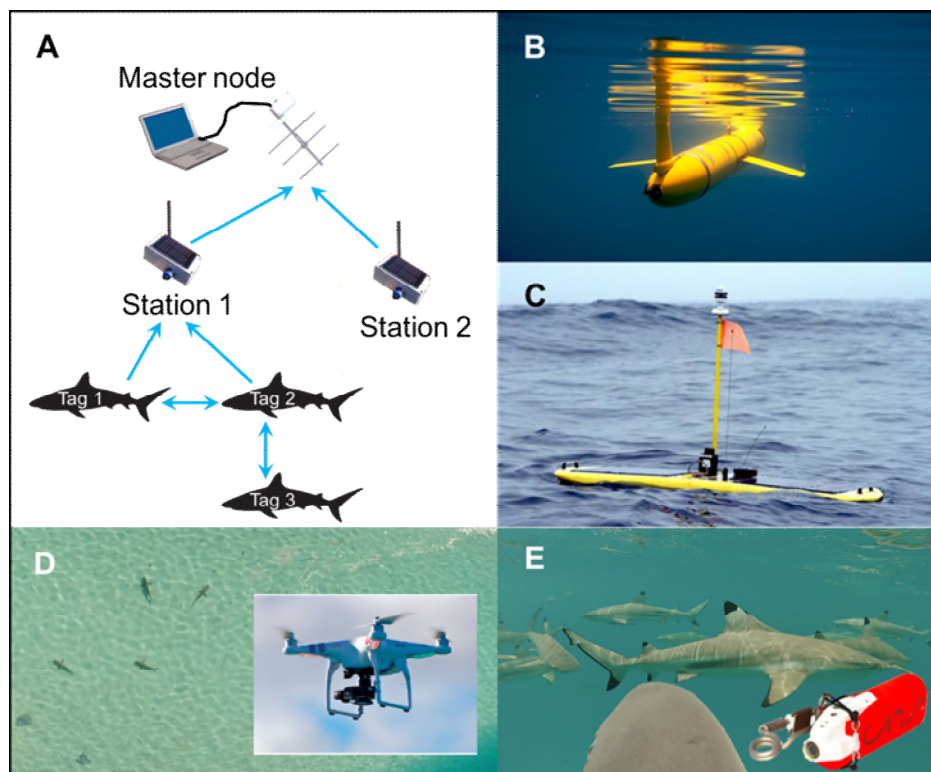 A
Master node
Station 1
Station 2
Tag 1
Tag 2
Tag 3
B
C
D
E